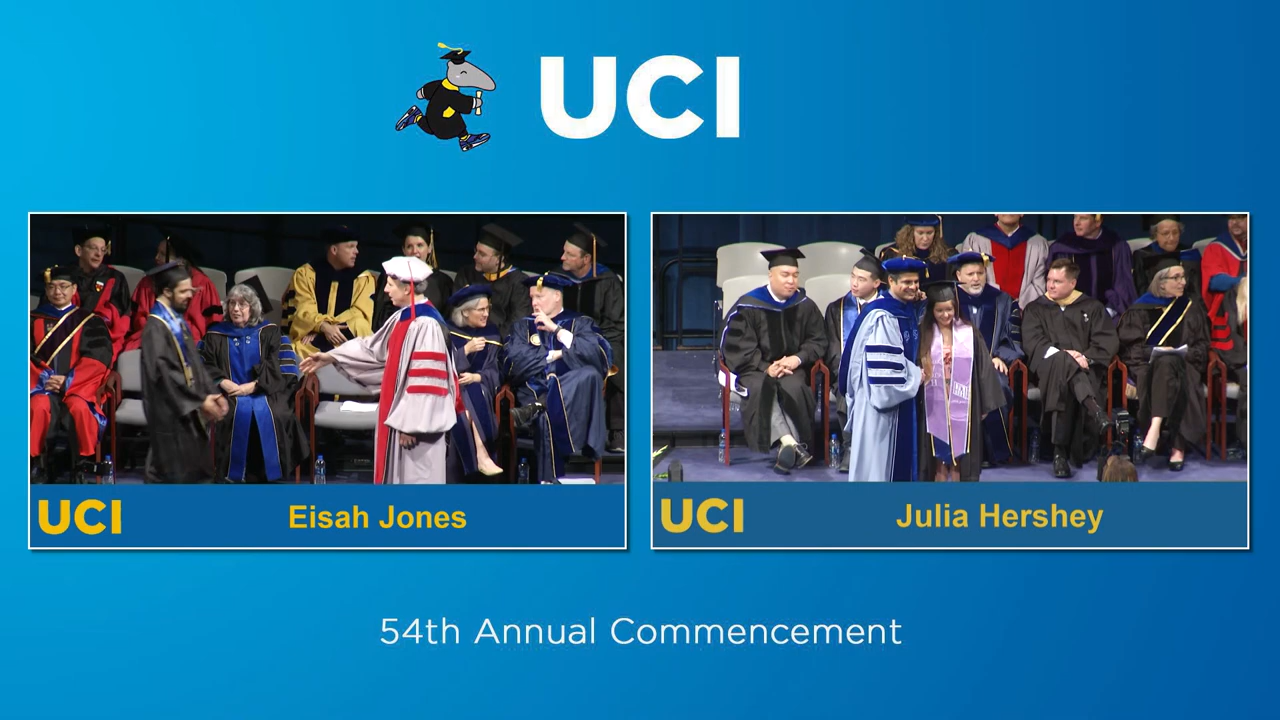 UCI
UCI Eisah Jones
UCI Julia Hershey
54th Annual Commencement